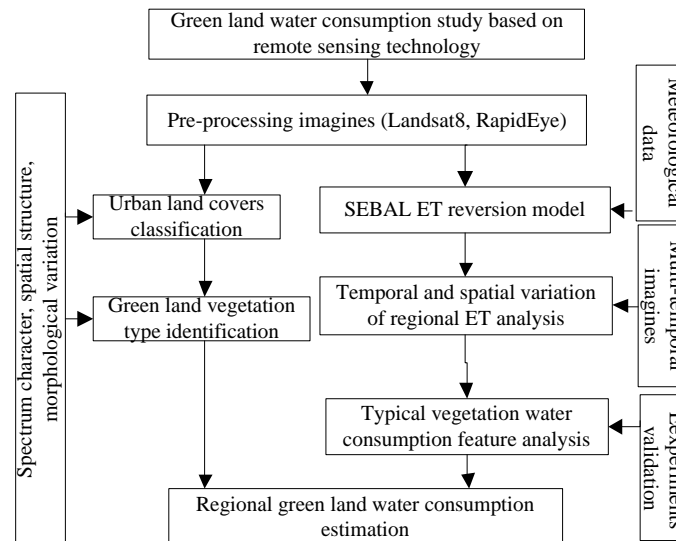 Green land water consumption study based on
remote sensing technology
Pre-processing imagines (Landsat8, RapidEye)
Urban land covers
classification
SEBAL ET reversion model
Green land vegetation
type identification
Temporal and spatial variation
of regional ET analysis
Typical vegetation water
consumption feature analysis
Regional green land water consumption
estimation
Spectrum character, spatial structure,
morphological variation
Meteorological
data
Multi-temporal
imagines
Experiments
validation